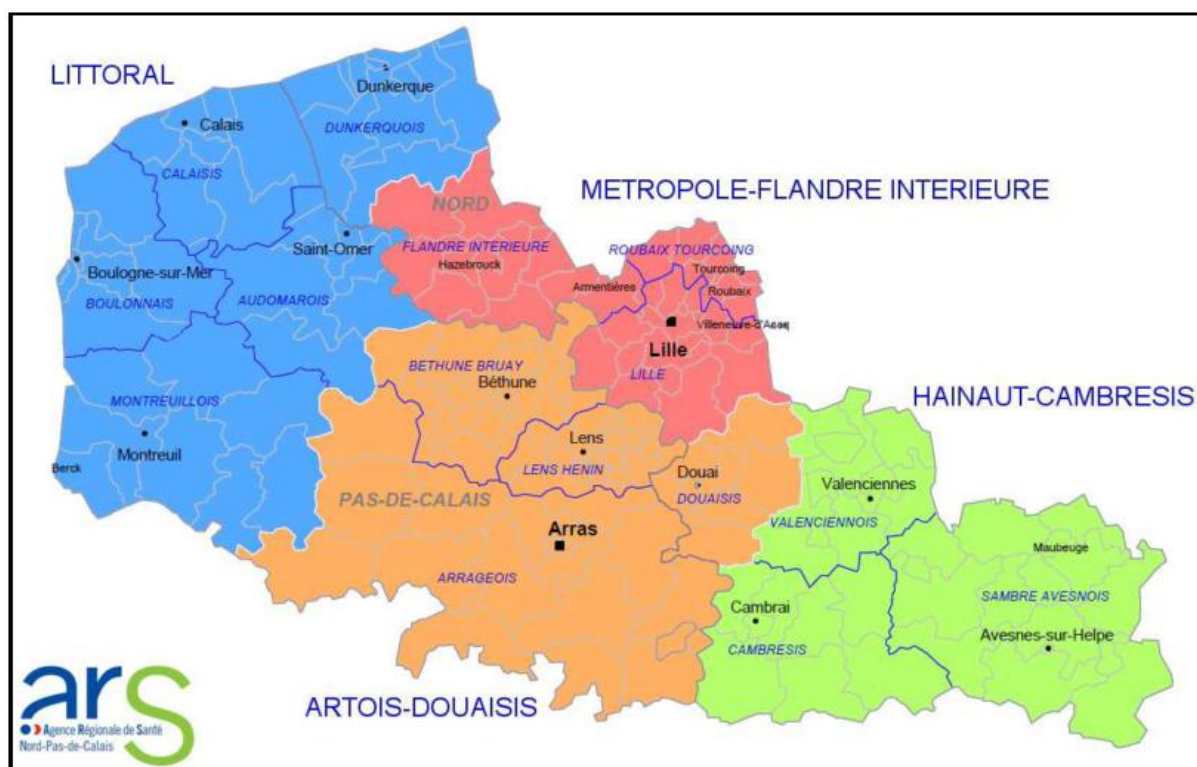 LITTORAL
Dunkerque
DUNKERQUOIS
Calais
CALAISIS
METROPOLE-FLANDRE INTERIEURE
NORD
Saint-Omer
FLANDRE INTERIEURE
Hazebrouck
ROUBAIX TOURCOING
Tourcoing
Roubaix
Armentières
Boulogne-sur-Mer
BOULONNAIS
AUDOMAROIS
Villeneuve-d'Ascq
Lille
LILLE
BETHUNE BRUAY
Béthune
HAINAUT-CAMBRESIS
MONTREUILLOIS
Montreuil
Berck
Lens
LENS HENIN
Douai
DOUAISIS
Valenciennes
VALENCIENNOIS
PAS-DE-CALAIS
Arras
ARRAGEOIS
Maubeuge
SAMBRE AVESNOIS
Cambrai
CAMBRESIS
Avesnes-sur-Helpe
ARTOIS-DOUAISIS
ars
Agence Régionale de Santé
Nord-Pas-de-Calais